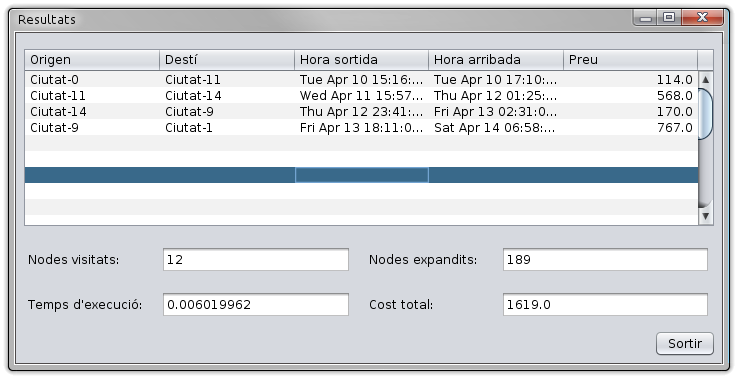 Resultats
Origen Destí Hora sortida Hora arribada Preu
Ciutat-0 Ciutat-11 Tue Apr 10 15:16:... Tue Apr 10 17:10:... 114.0
Ciutat-11 Ciutat-14 Wed Apr 11 15:57... Thu Apr 12 01:25:... 568.0
Ciutat-14 Ciutat-9 Thu Apr 12 23:41:... Fri Apr 13 02:31:0... 170.0
Ciutat-9 Ciutat-1 Fri Apr 13 18:11:0... Sat Apr 14 06:58:... 767.0
Nodes visitats: 12 Nodes expandits: 189
Temps d'execució: 0.006019962 Cost total: 1619.0
Sortir